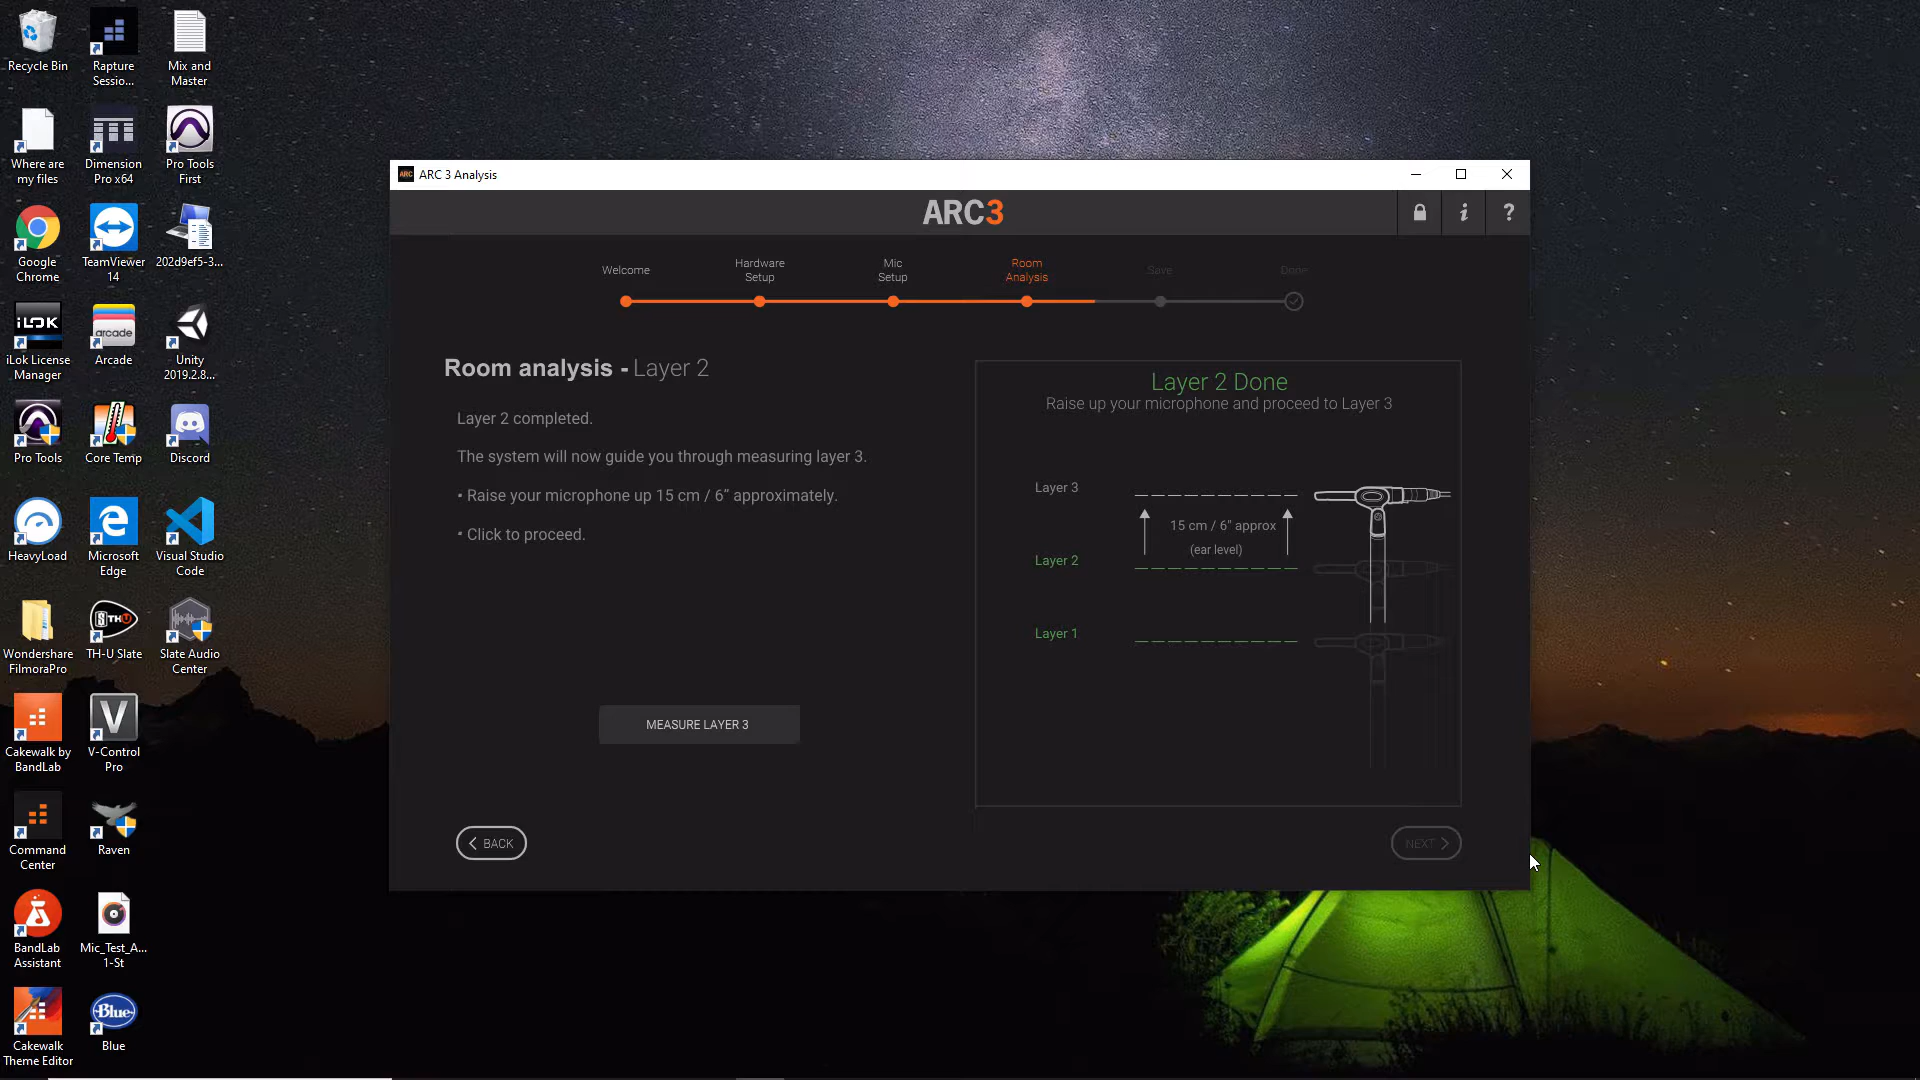 Recycle Bin
Rapture
Sessio...
Mix and
Master
Where are
my files
Dimension
Pro x64
Pro Tools
First
Google
Chrome
TeamViewer
14
202d9ef5-3...
iLOK
iLok License
Manager
arcade
Arcade
Unity
2019.2.8...
Pro Tools
Core Temp
Discord
HeavyLoad
Microsoft
Edge
Visual Studio
Code
Wondershare
FilmoraPro
STHU
TH-U Slate
Slate Audio
Center
Cakewalk by
BandLab
V
V-Control
Pro
Command
Center
Raven
BandLab
Assistant
Mic_Test_A...
1-St
Cakewalk
Theme Editor
Blue
Blue
ARC
ARC 3 Analysis
ARC3
i
?
Welcome
Hardware
Setup
Mic
Setup
Room
Analysis
Save
Done
Room analysis - Layer 2
Layer 2 completed.
The system will now guide you through measuring layer 3.
• Raise your microphone up 15 cm / 6” approximately.
• Click to proceed.
MEASURE LAYER 3
BACK
Layer 2 Done
Raise up your microphone and proceed to Layer 3
Layer 3
15 cm / 6" approx
(ear level)
Layer 2
Layer 1
NEXT